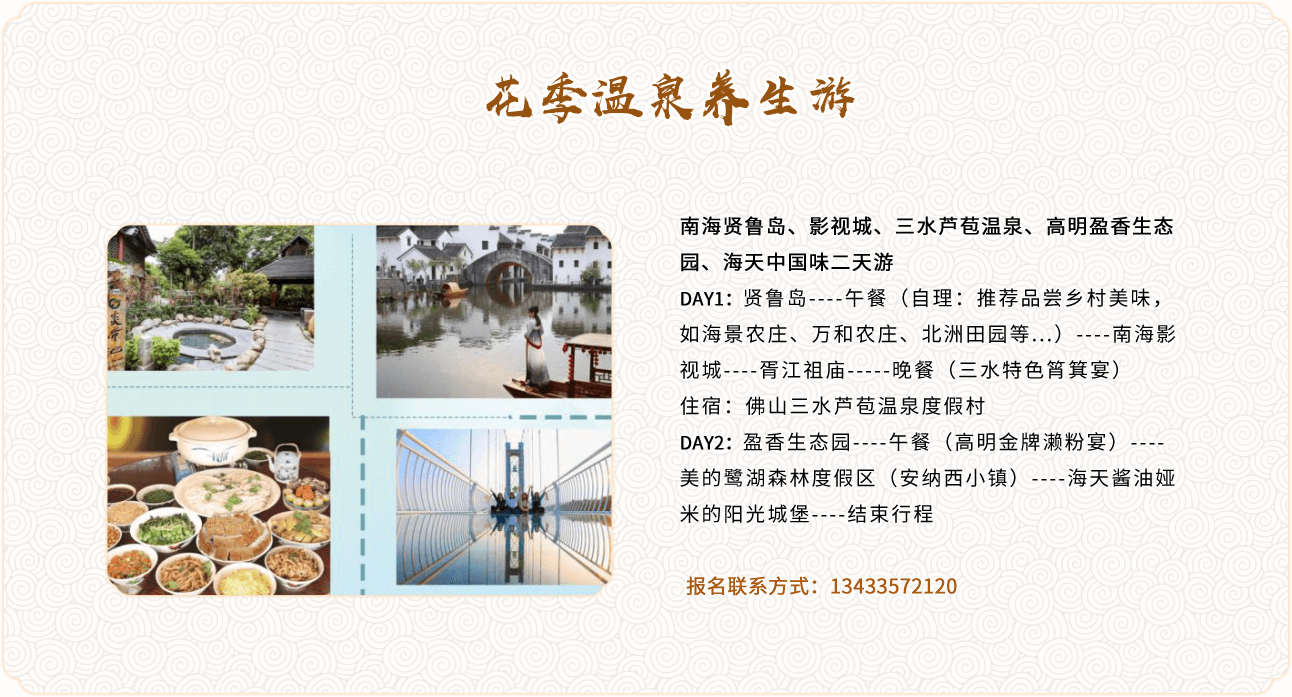 花季温泉养生游
南海贤鲁岛、影视城、三水芦苞温泉、高明盈香生态
园、海天中国味二天游
DAY1：贤鲁岛----午餐（自理：推荐品尝乡村美味，
如海景农庄、万和农庄、北洲田园等...）----南海影
视城----胥江祖庙-----晚餐（三水特色筲箕宴）
住宿：佛山三水芦苞温泉度假村
DAY2：盈香生态园----午餐（高明金牌濑粉宴）----
美的鹭湖森林度假区（安纳西小镇）----海天酱油娅
米的阳光城堡----结束行程
报名联系方式：13433572120